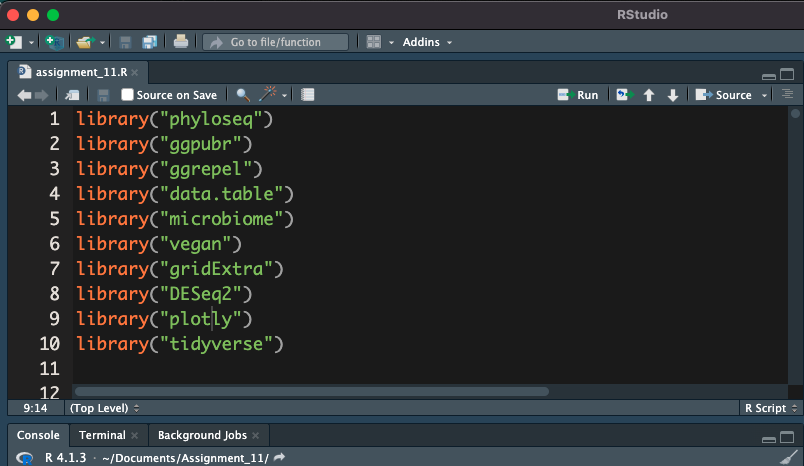 RStudio
Go to file/function
Addins
assignment_11.R
Source on Save
Run
Source
1 library("phyloseq")
2 library("ggpubr")
3 library("ggrepel")
4 library("data.table")
5 library("microbiome")
6 library("vegan")
7 library("gridExtra")
8 library("DESeq2")
9 library("plotly")
10 library("tidyverse")
11
12
9:14 (Top Level) R Script
Console Terminal Background Jobs
R 4.1.3 · ~/Documents/Assignment_11/